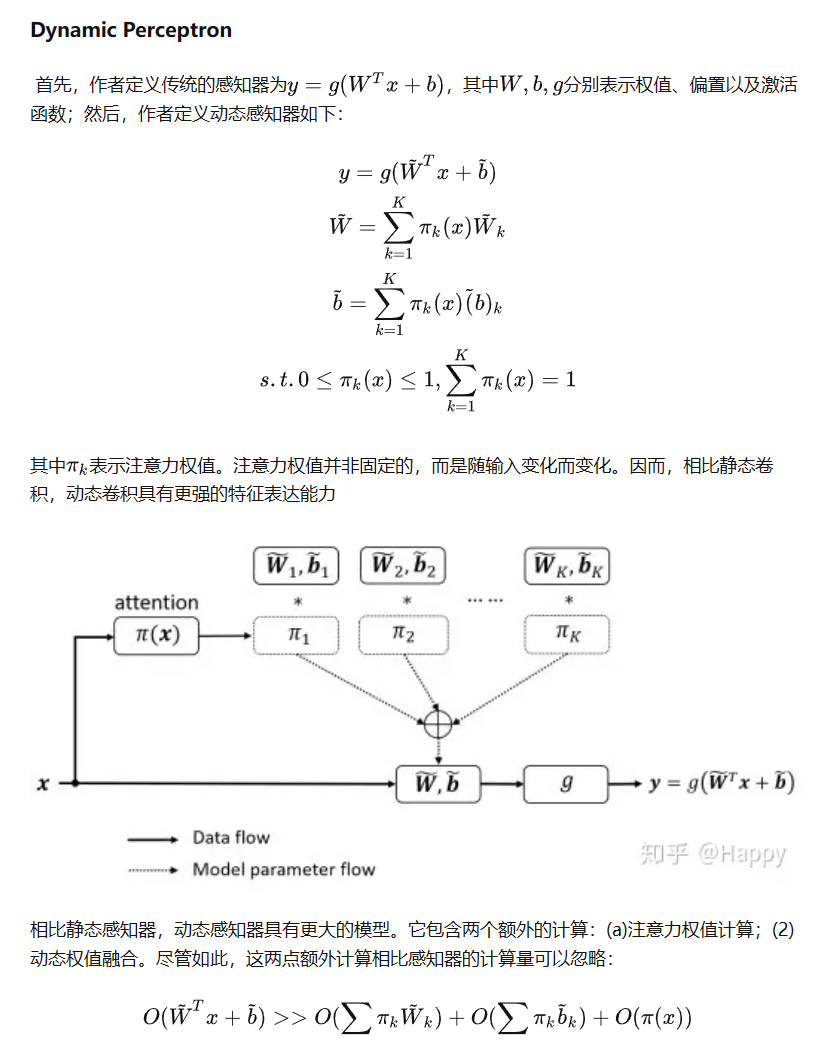 Dynamic Perceptron
首先，作者定义传统的感知器为$y = g(W^T x + b)$，其中$W, b, g$分别表示权值、偏置以及激活
函数；然后，作者定义动态感知器如下：
$y = g(\tilde{W}^T x + \tilde{b})$
$\tilde{W} = \sum_{k=1}^{K} \pi_k(x) \tilde{W}_k$
$\tilde{b} = \sum_{k=1}^{K} \pi_k(x) \tilde{(}b)_k$
$s.t. 0 \leq \pi_k(x) \leq 1, \sum_{k=1}^{K} \pi_k(x) = 1$
其中$\pi_k$表示注意力权值。注意力权值并非固定的，而是随输入变化而变化。因而，相比静态卷
积，动态卷积具有更强的特征表达能力
$\tilde{W}_1, \tilde{b}_1$ $\tilde{W}_2, \tilde{b}_2$ $\tilde{W}_K, \tilde{b}_K$
attention * * …… *
$\pi(x)$ $\pi_1$ $\pi_2$ $\pi_K$
$x$ $\tilde{W}, \tilde{b}$ $g$ $y = g(\tilde{W}^T x + \tilde{b})$
Data flow
Model parameter flow
知乎 @Happy
相比静态感知器，动态感知器具有更大的模型。它包含两个额外的计算：(a)注意力权值计算；(2)
动态权值融合。尽管如此，这两点额外计算相比感知器的计算量可以忽略：
$O(\tilde{W}^T x + \tilde{b}) >> O(\sum \pi_k \tilde{W}_k) + O(\sum \pi_k \tilde{b}_k) + O(\pi(x))$